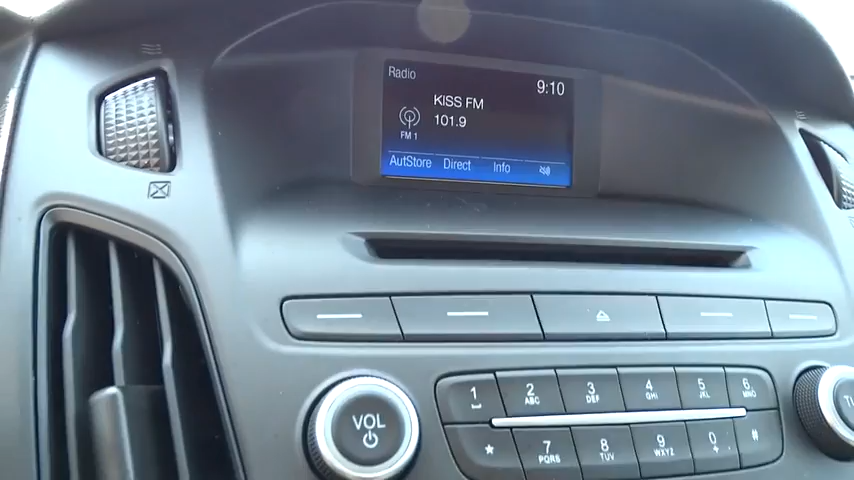 Radio
9:10
KISS FM
101.9
FM 1
AutStore Direct Info
VOL
1
2 ABC
3 DEF
4 GHI
5 JKL
6 MNO
*
7 PQRS
8 TUV
9 WXYZ
0 +
#